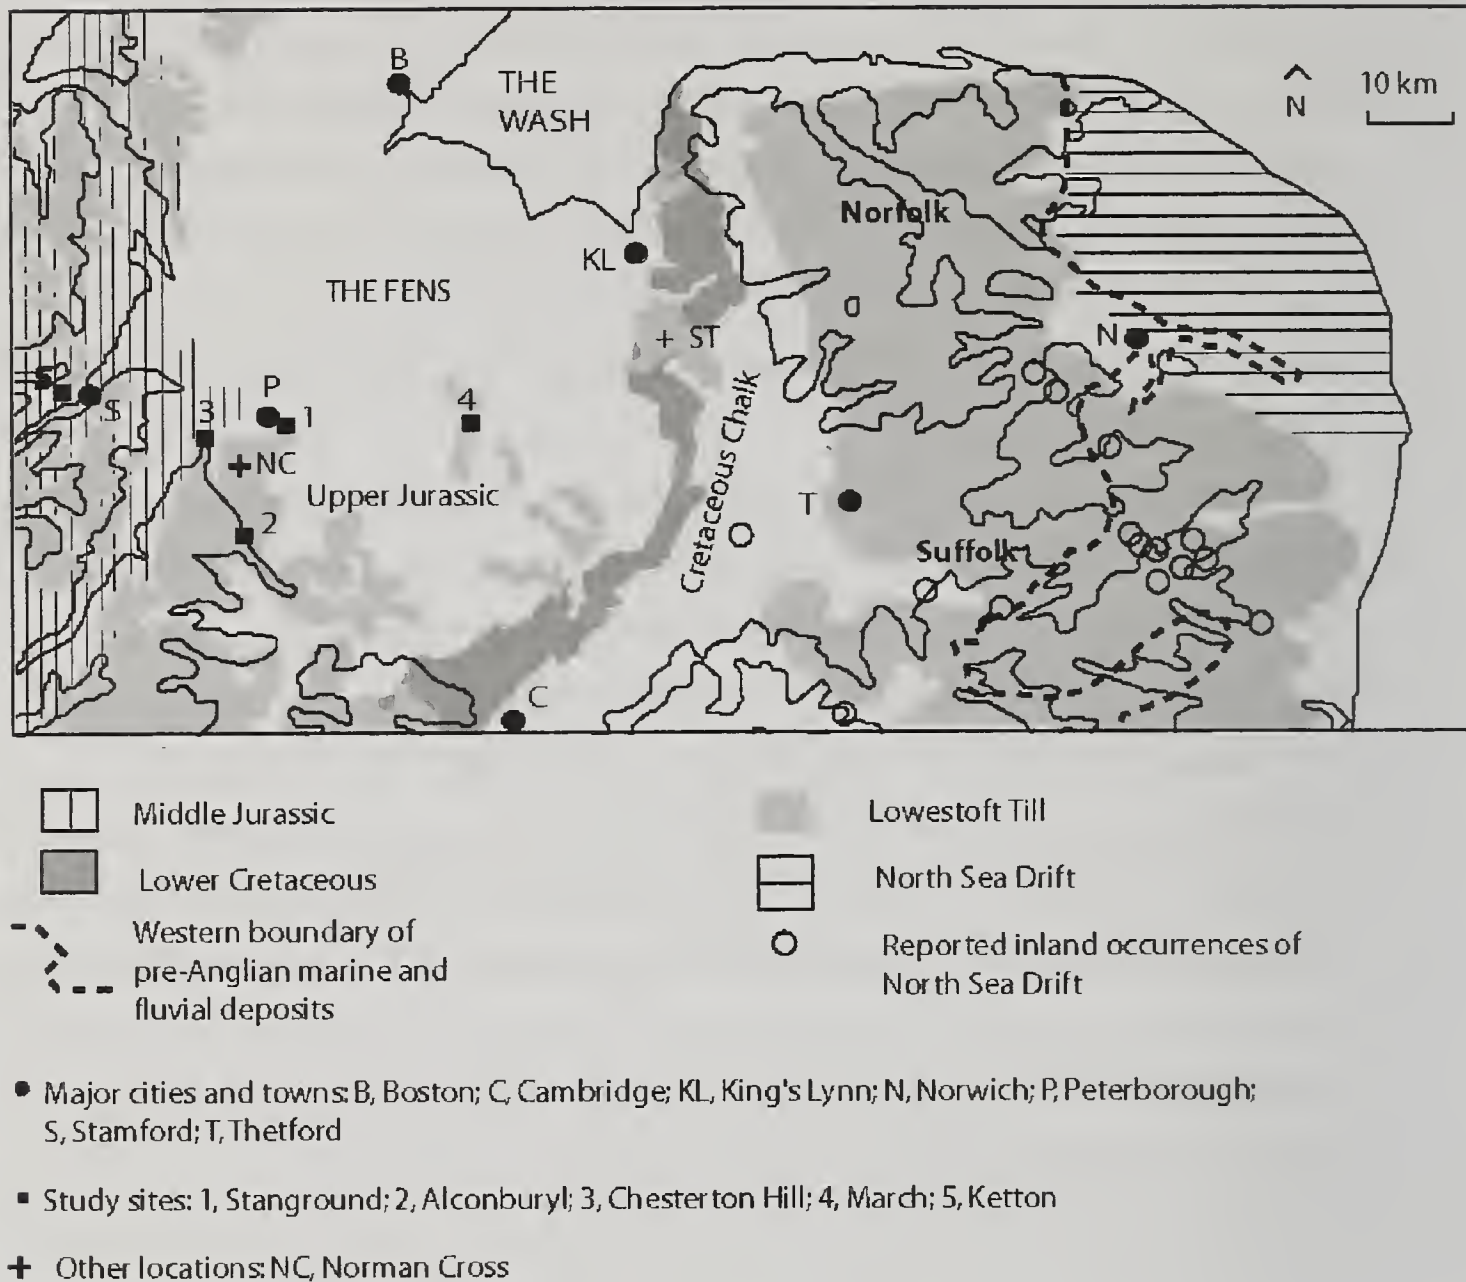 B
THE
WASH
N
10 km
Norfolk
KL
THE FENS
ST
N
5
S
3
P
1
4
NC
Upper Jurassic
2
Cretaceous Chalk
T
Suffolk
C
Middle Jurassic
Lower Cretaceous
Western boundary of
pre-Anglian marine and
fluvial deposits
Lowestoft Till
North Sea Drift
Reported inland occurrences of
North Sea Drift
Major cities and towns: B, Boston; C, Cambridge; KL, King's Lynn; N, Norwich; P, Peterborough;
S, Stamford; T, Thetford
Study sites: 1, Stanground; 2, Alconburyl; 3, Chesterton Hill; 4, March; 5, Ketton
Other locations: NC, Norman Cross